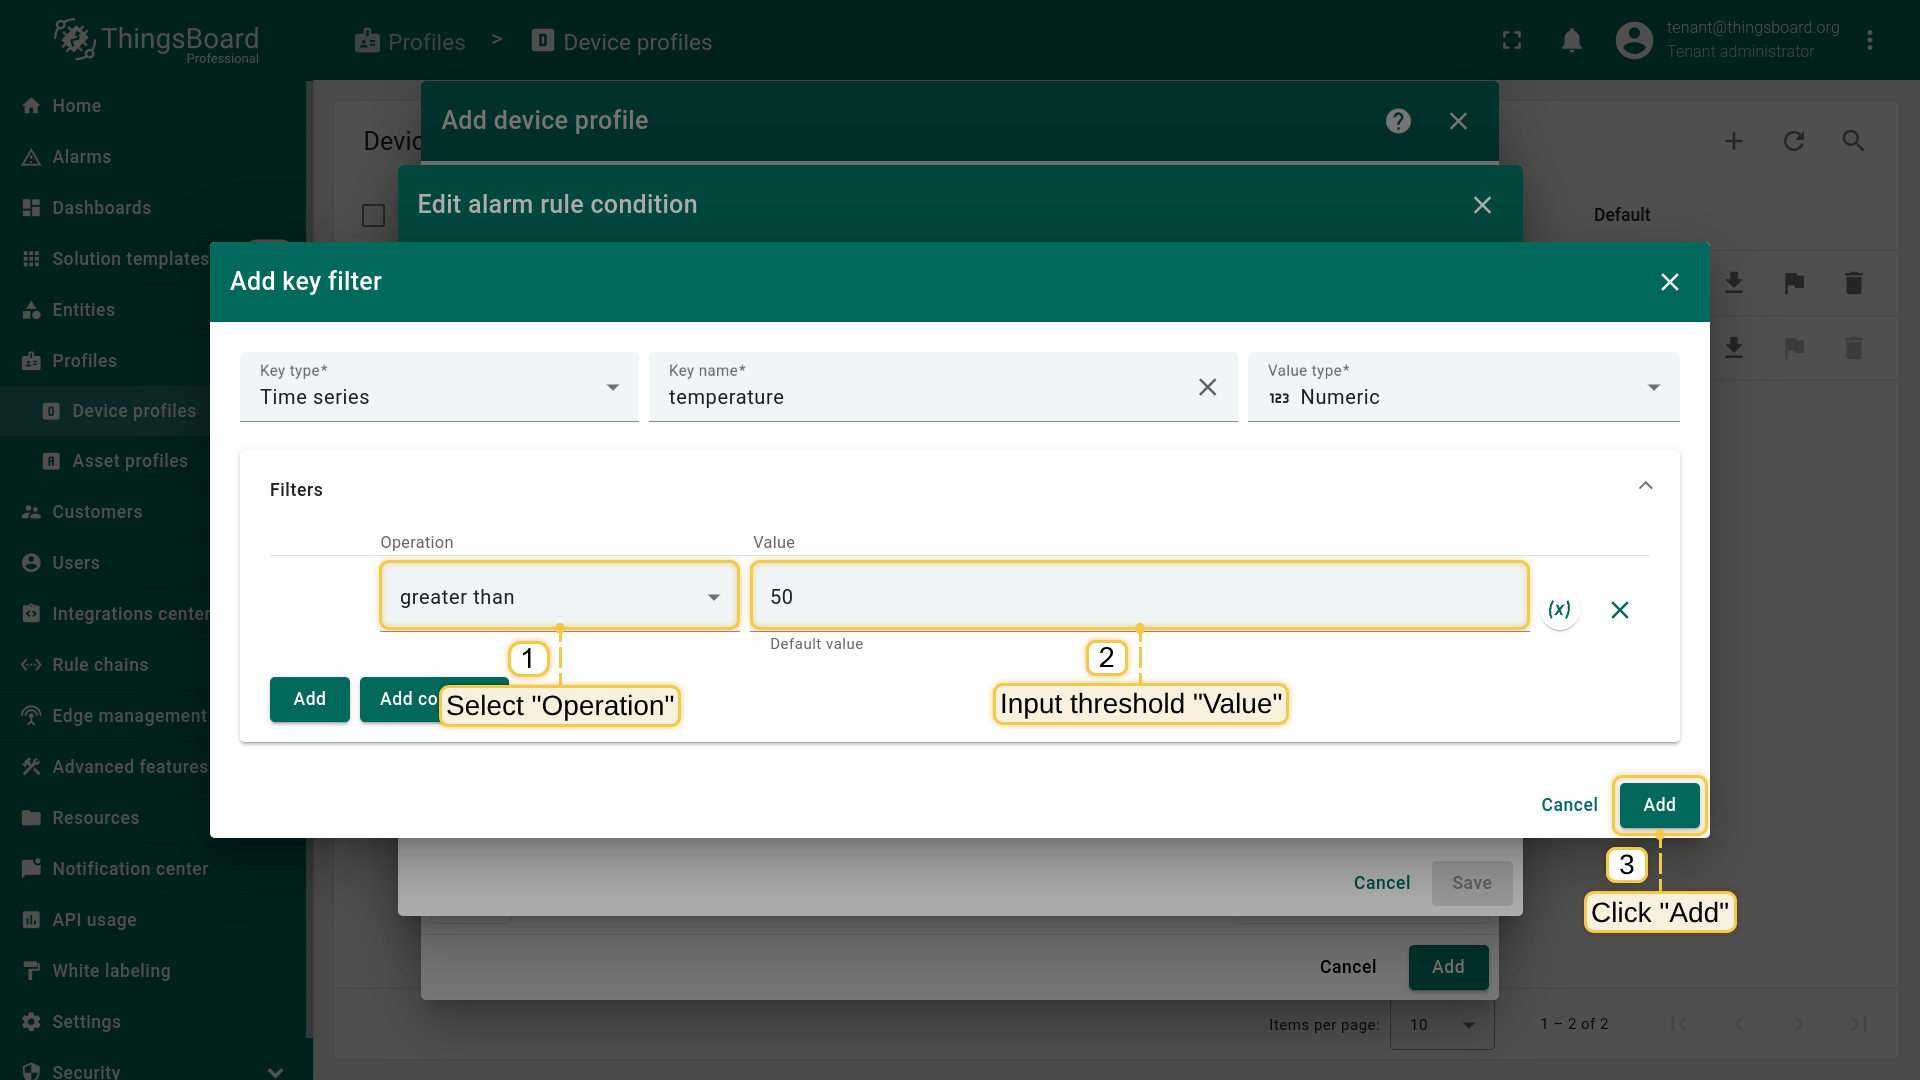 ThingsBoard
Professional
Profiles > Device profiles
tenant@thingsboard.org
Tenant administrator
Home
Alarms
Dashboards
Solution templates
Entities
Profiles
Device profiles
Asset profiles
Customers
Users
Integrations center
Rule chains
Edge management
Advanced features
Resources
Notification center
API usage
White labeling
Settings
Security
Devic
Default
Add device profile
Edit alarm rule condition
Add key filter
Key type*
Time series
Key name*
temperature
Value type*
123 Numeric
Filters
Operation
Value
greater than
50
(x)
Default value
1
2
Add
Add co
Select "Operation"
Input threshold "Value"
Cancel
Add
3
Click "Add"
Cancel
Save
Cancel
Add
Items per page:
10
1 – 2 of 2